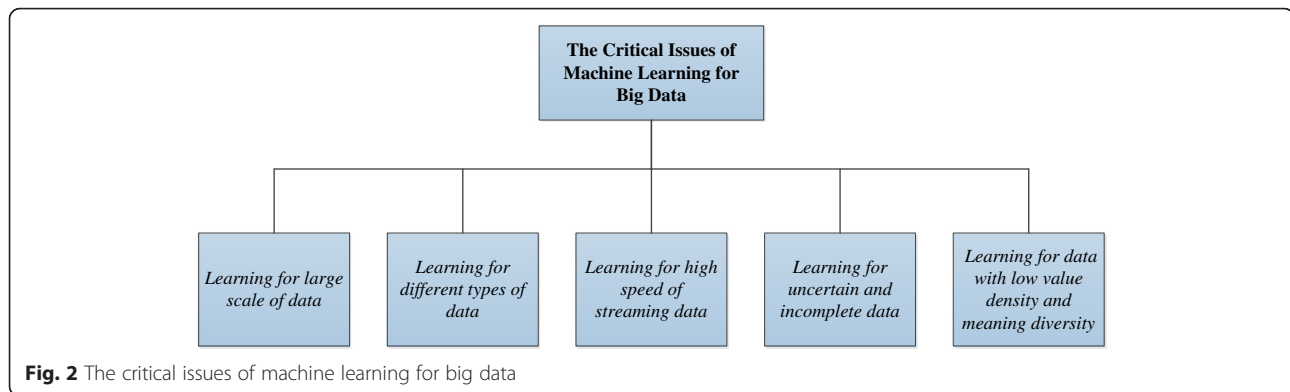 The Critical Issues of
Machine Learning for
Big Data
Learning for large
scale of data
Learning for
different types of
data
Learning for high
speed of
streaming data
Learning for
uncertain and
incomplete data
Learning for data
with low value
density and
meaning diversity
Fig. 2 The critical issues of machine learning for big data